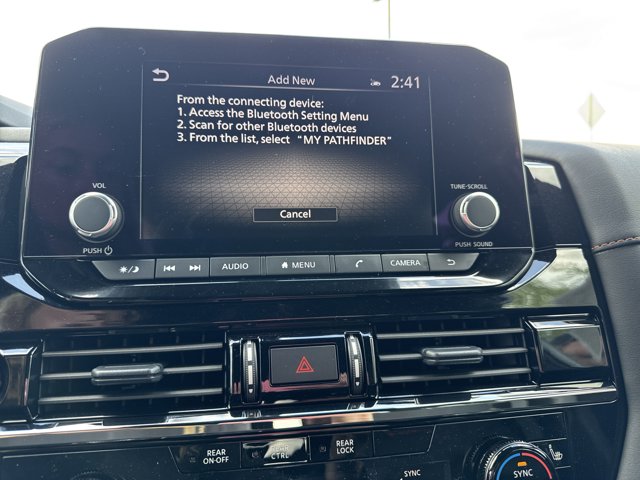 Add New
2:41
From the connecting device:
1. Access the Bluetooth Setting Menu
2. Scan for other Bluetooth devices
3. From the list, select "MY PATHFINDER"
Cancel
VOL
PUSH
TUNE·SCROLL
PUSH SOUND
AUDIO
MENU
CAMERA
REAR
ON·OFF
REAR
CTRL
REAR
LOCK
SYNC
SYNC